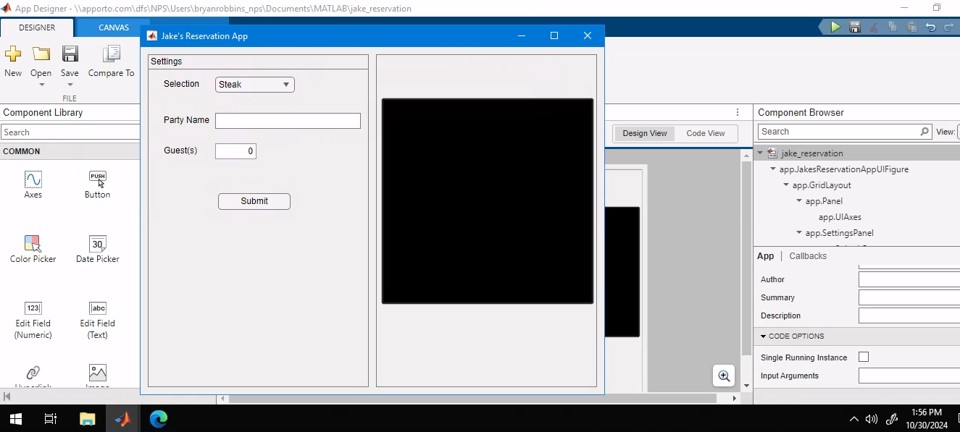 App Designer - \\apporto.com\dfs\NPS\Users\bryanrobbins_nps\Documents\MATLAB\jake_reservation
DESIGNER
CANVAS
New
Open
Save
Compare To
FILE
Component Library
Search
COMMON
Axes
PUSH
Button
Color Picker
30
Date Picker
123
Edit Field
(Numeric)
abc
Edit Field
(Text)
Jake's Reservation App
Settings
Selection
Steak
Party Name
Guest(s)
0
Submit
Design View
Code View
Component Browser
Search
View:
jake_reservation
app.JakesReservationAppUIFigure
app.GridLayout
app.Panel
app.UIAxes
app.SettingsPanel
App
Callbacks
Author
Summary
Description
CODE OPTIONS
Single Running Instance
Input Arguments
1:56 PM
10/30/2024